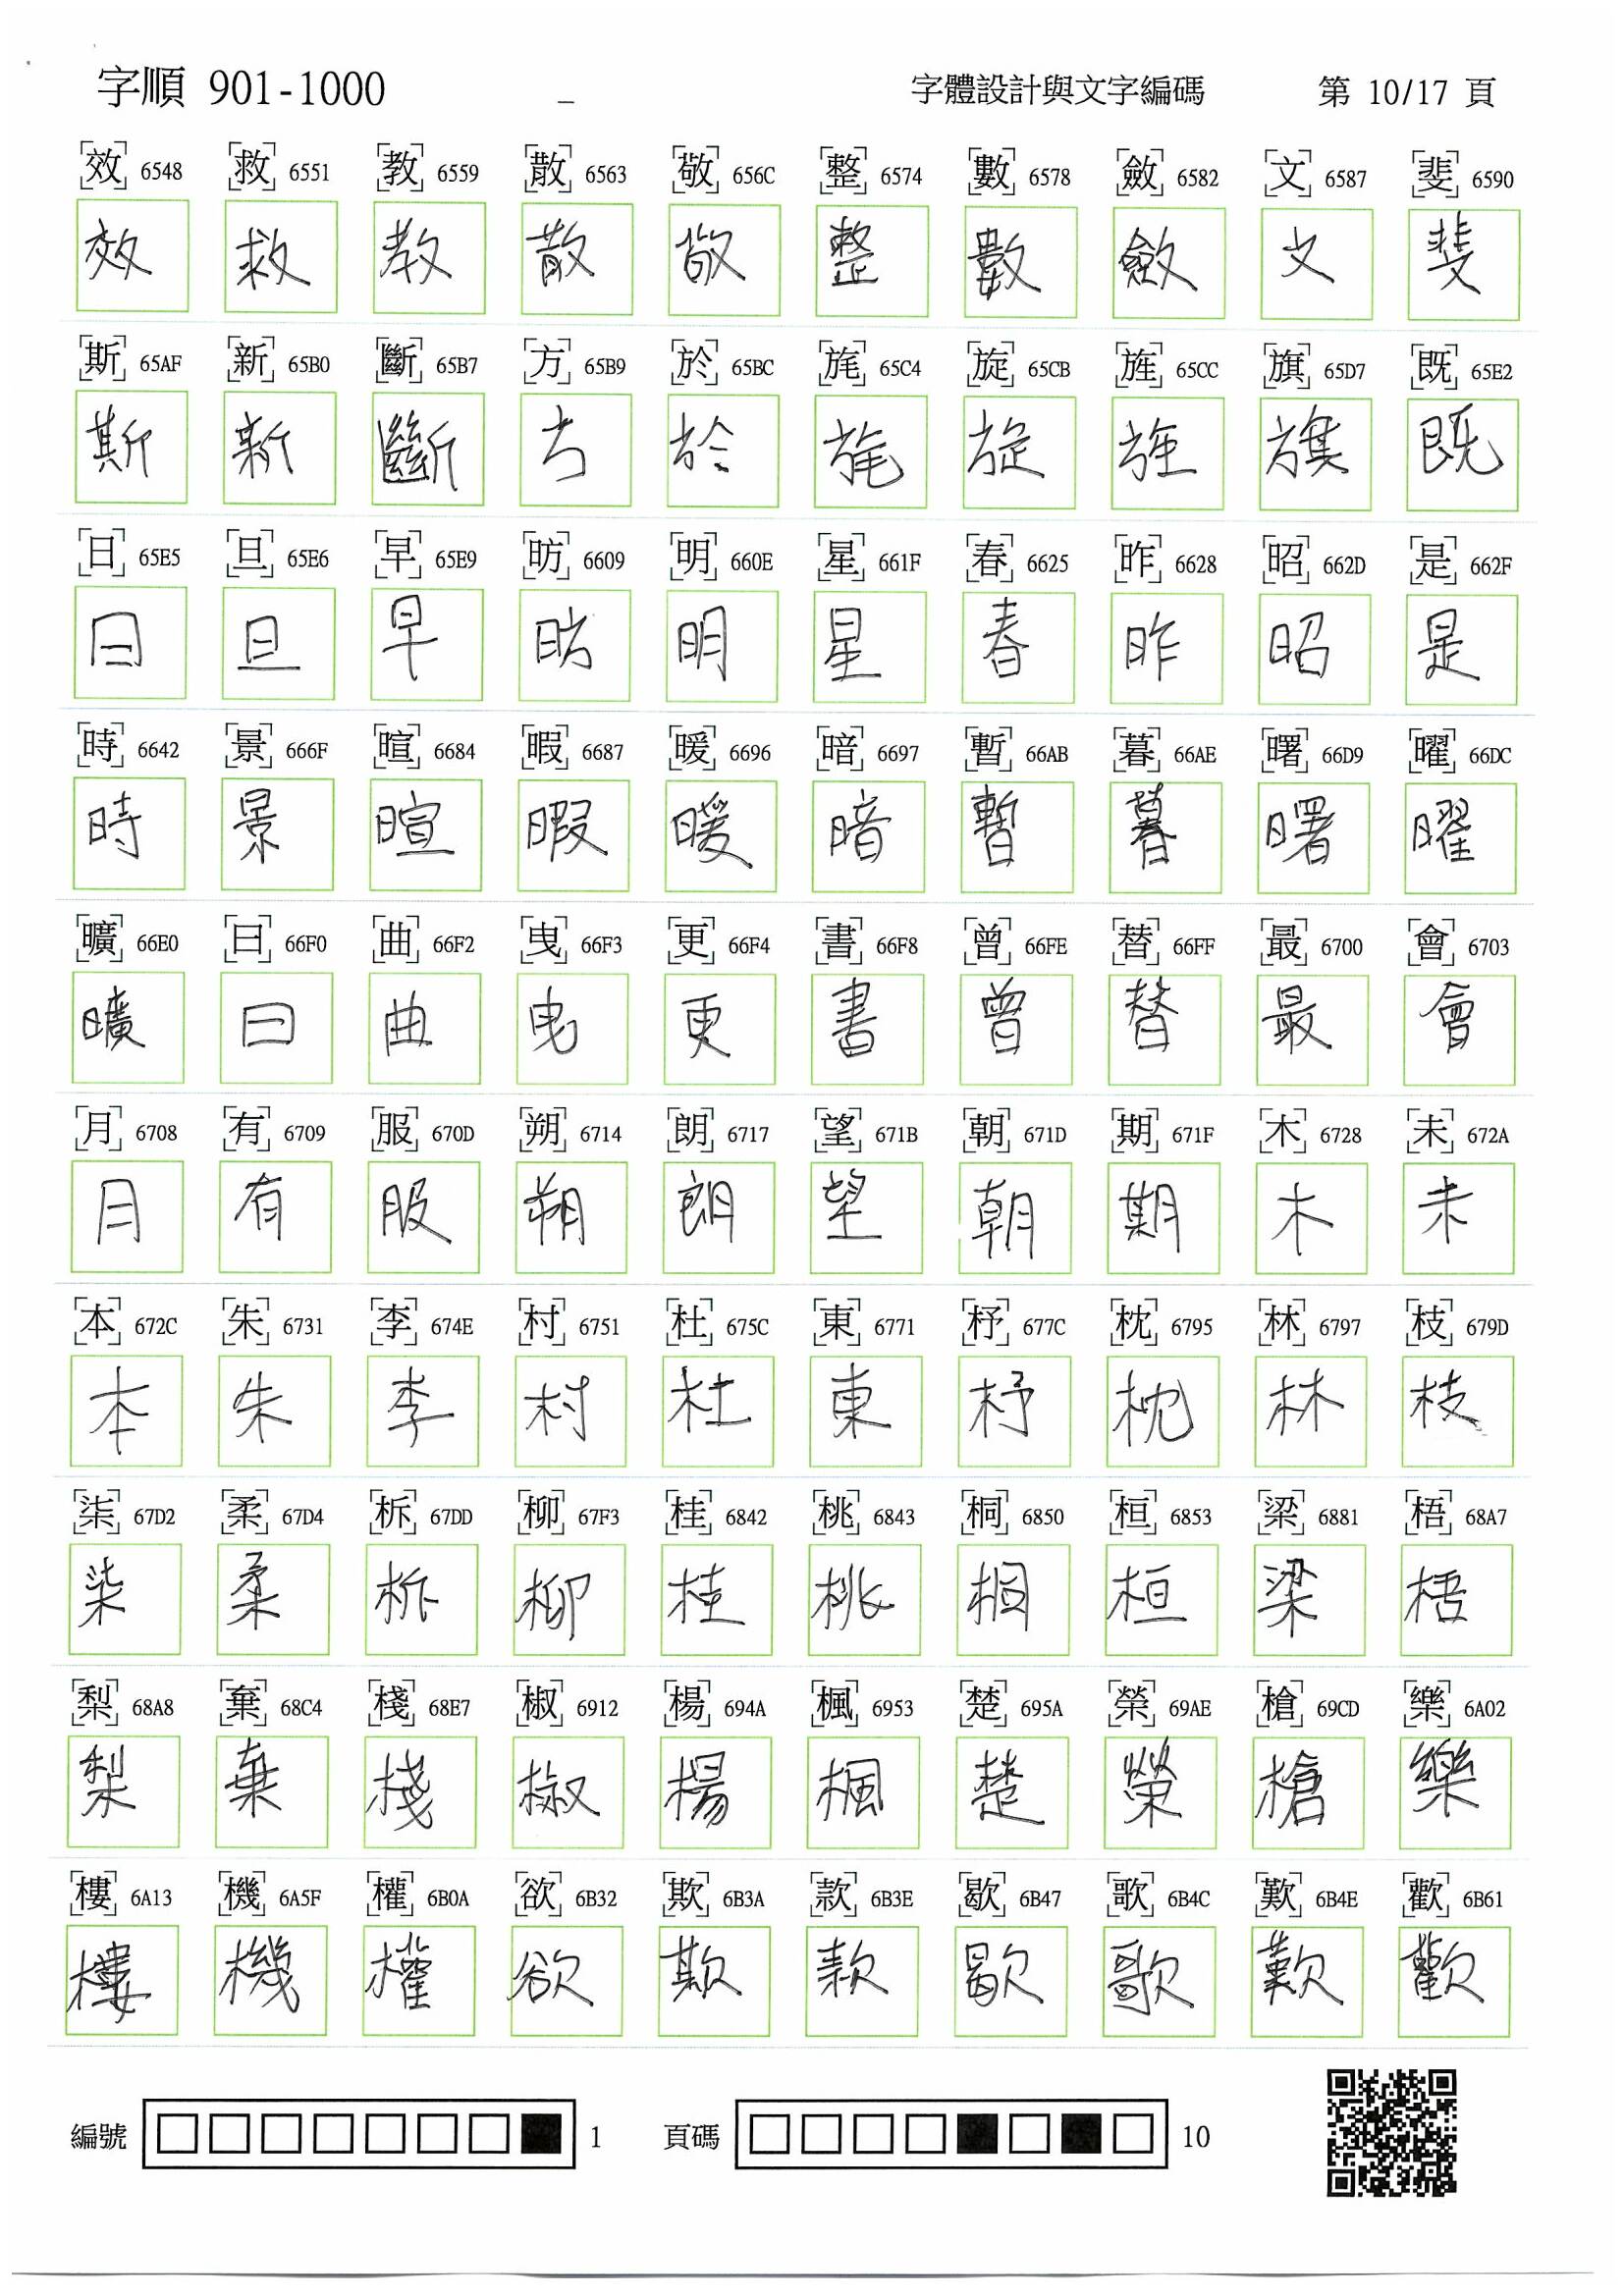 字順 901-1000 字體設計與文字編碼 第 10/17 頁
效 6548 救 6551 教 6559 散 6563 敬 656C 整 6574 數 6578 斂 6582 文 6587 斐 6590
效 救 教 散 敬 整 數 斂 文 斐
斯 65AF 新 65B0 斷 65B7 方 65B9 於 65BC 旄 65C4 旋 65CB 旌 65CC 旗 65D7 既 65E2
斯 新 斷 方 於 旄 旋 旌 旗 既
日 65E5 旦 65E6 早 65E9 昉 6609 明 660E 星 661F 春 6625 昨 6628 昭 662D 是 662F
日 旦 早 昉 明 星 春 昨 昭 是
時 6642 景 666F 暄 6684 暇 6687 暖 6696 暗 6697 暫 66AB 暮 66AE 曙 66D9 曜 66DC
時 景 暄 暇 暖 暗 暫 暮 曙 曜
曠 66E0 曰 66F0 曲 66F2 曳 66F3 更 66F4 書 66F8 曾 66FE 替 66FF 最 6700 會 6703
曠 曰 曲 曳 更 書 曾 替 最 會
月 6708 有 6709 服 670D 朔 6714 朗 6717 望 671B 朝 671D 期 671F 木 6728 未 672A
月 有 服 朔 朗 望 朝 期 木 未
本 672C 朱 6731 李 674E 村 6751 杜 675C 東 6771 杼 677C 枕 6795 林 6797 枝 679D
本 朱 李 村 杜 東 杼 枕 林 枝
柒 67D2 柔 67D4 柝 67DD 柳 67F3 桂 6842 桃 6843 桐 6850 桓 6853 梁 6881 梧 68A7
柒 柔 柝 柳 桂 桃 桐 桓 梁 梧
梨 68A8 棄 68C4 棧 68E7 椒 6912 楊 694A 楓 6953 楚 695A 榮 69AE 槍 69CD 樂 6A02
梨 棄 棧 椒 楊 楓 楚 榮 槍 樂
樓 6A13 機 6A5F 權 6B0A 欲 6B32 欺 6B3A 款 6B3E 歇 6B47 歌 6B4C 歎 6B4E 歡 6B61
樓 機 權 欲 欺 款 歇 歌 歎 歡
編號 1 頁碼 10